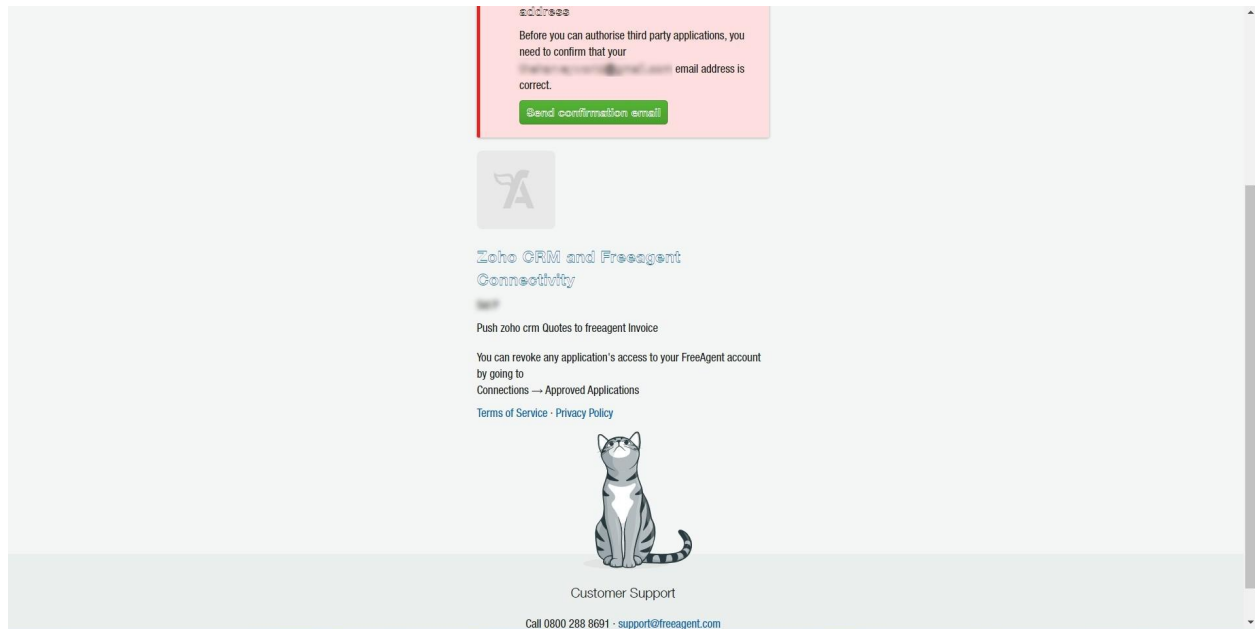 address
Before you can authorise third party applications, you
need to confirm that your
email address is
correct.
Send confirmation email
Zoho CRM and Freeagent
Connectivity
Push zoho crm Quotes to freeagent Invoice
You can revoke any application's access to your FreeAgent account
by going to
Connections → Approved Applications
Terms of Service · Privacy Policy
Customer Support
Call 0800 288 8691 · support@freeagent.com